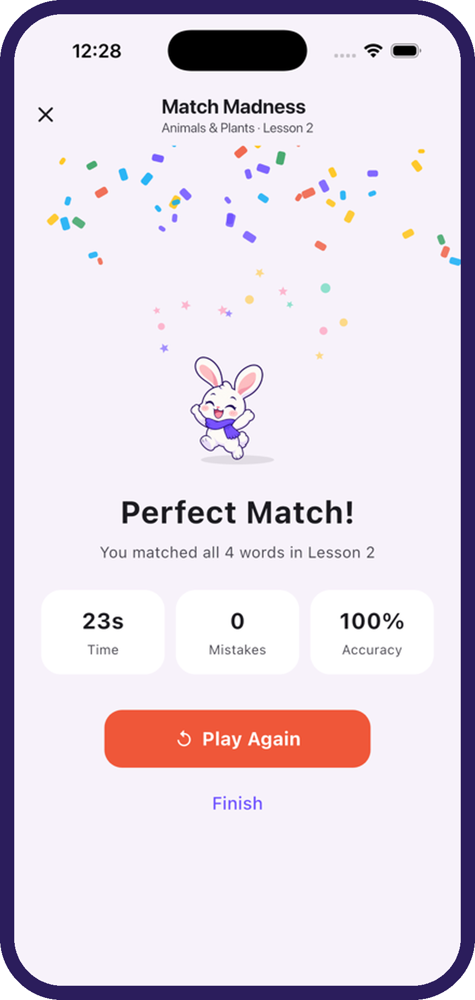 12:28
Match Madness
Animals & Plants · Lesson 2
Perfect Match!
You matched all 4 words in Lesson 2
23s
Time
0
Mistakes
100%
Accuracy
Play Again
Finish